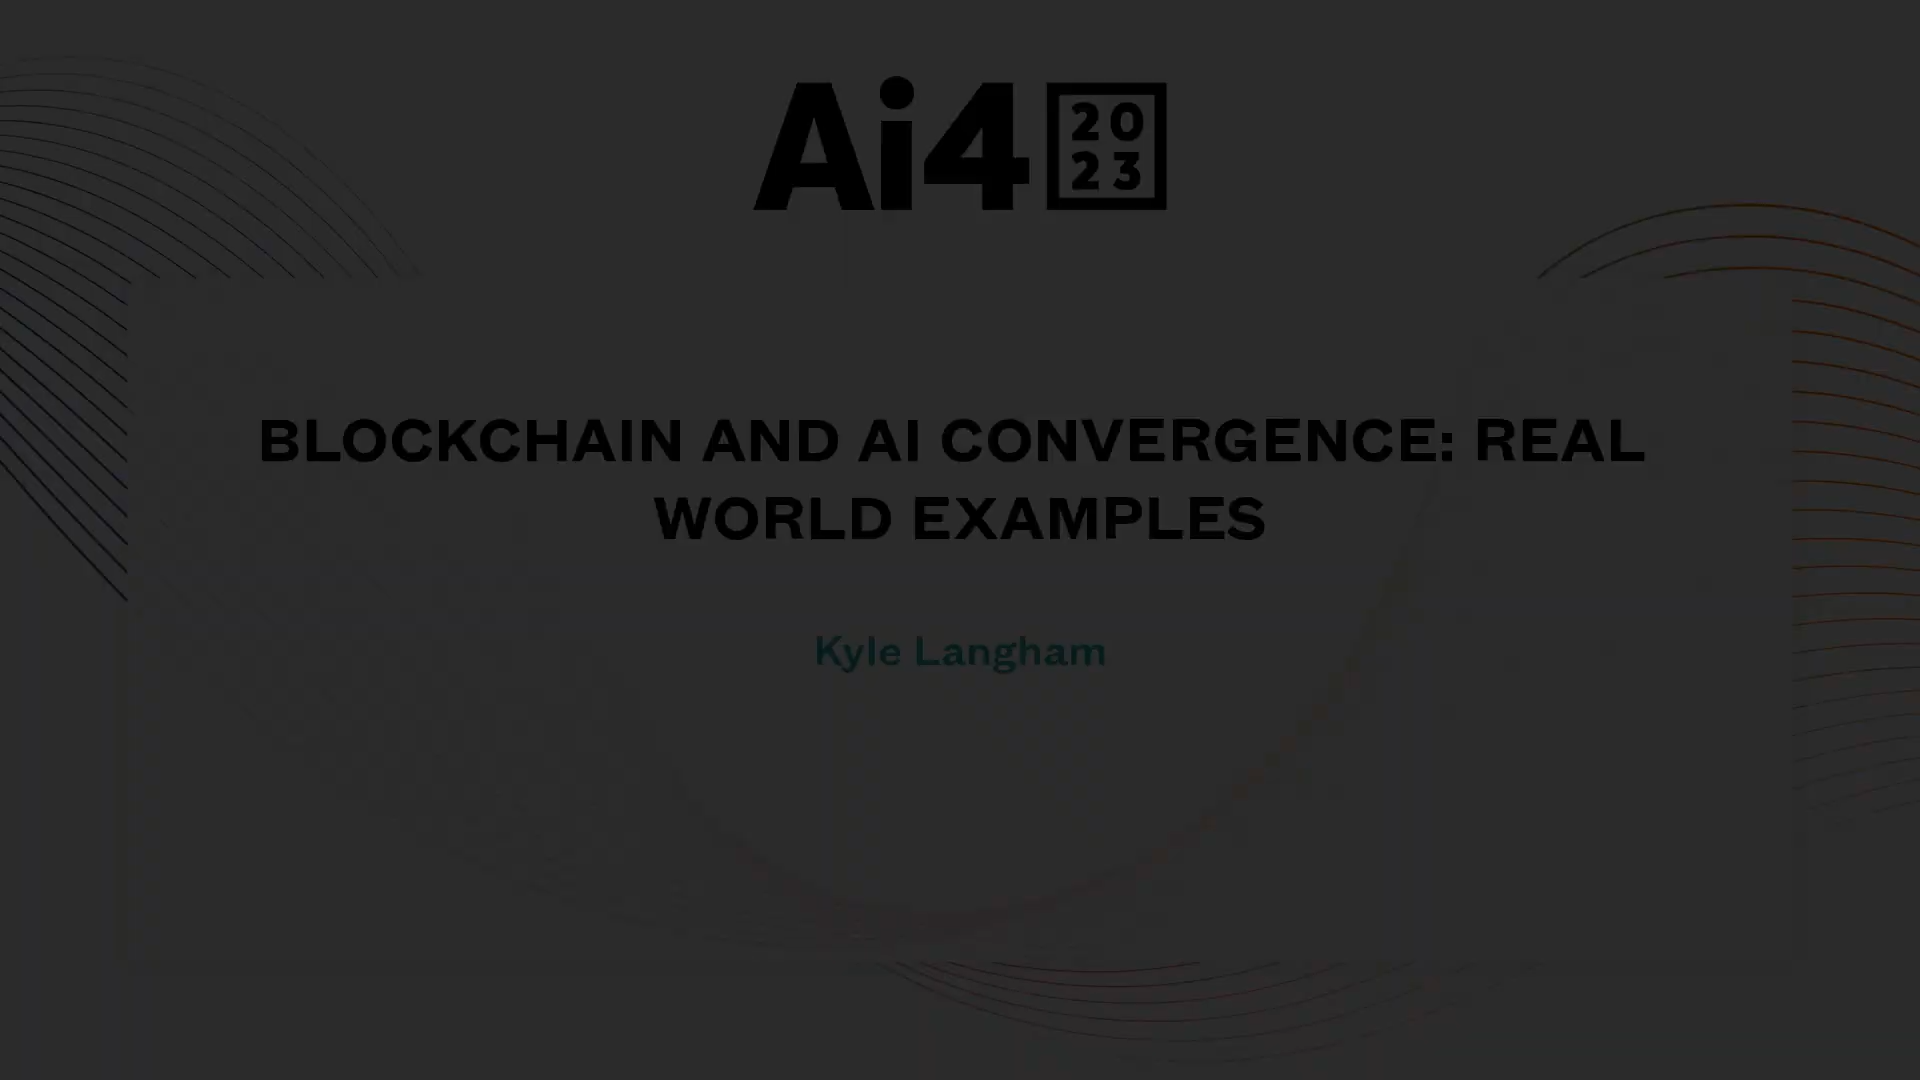 Ai4 20
23
BLOCKCHAIN AND AI CONVERGENCE: REAL
WORLD EXAMPLES
Kyle Langham